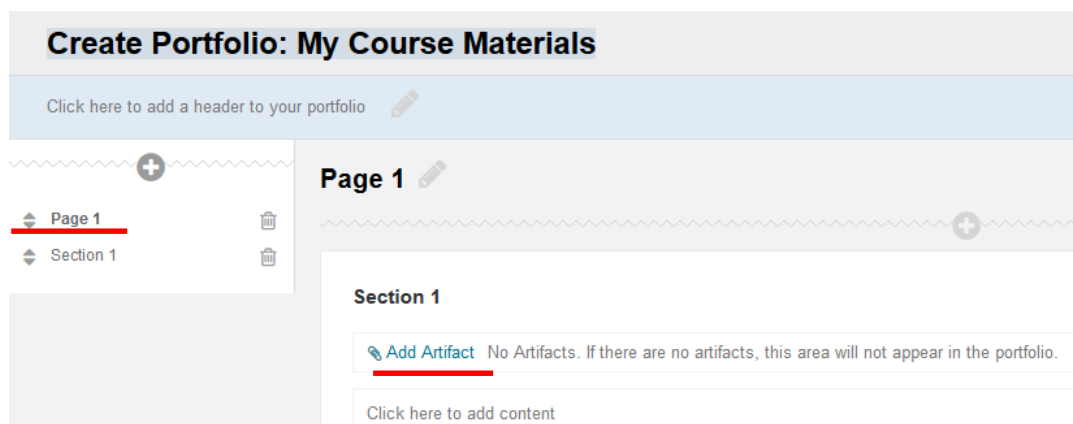 Create Portfolio: My Course Materials
Click here to add a header to your portfolio
Page 1
Section 1
Page 1
Section 1
Add Artifact No Artifacts. If there are no artifacts, this area will not appear in the portfolio.
Click here to add content